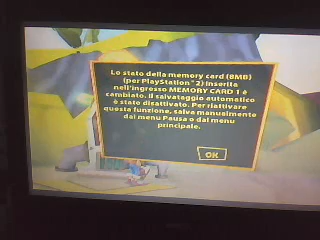 Lo stato della memory card (8MB)
(per PlayStation®2) inserita
nell'ingresso MEMORY CARD 1 è
cambiato. Il salvataggio automatico
è stato disattivato. Per riattivare
questa funzione, salva manualmente
dal menu Pausa o dal menu
principale.
OK